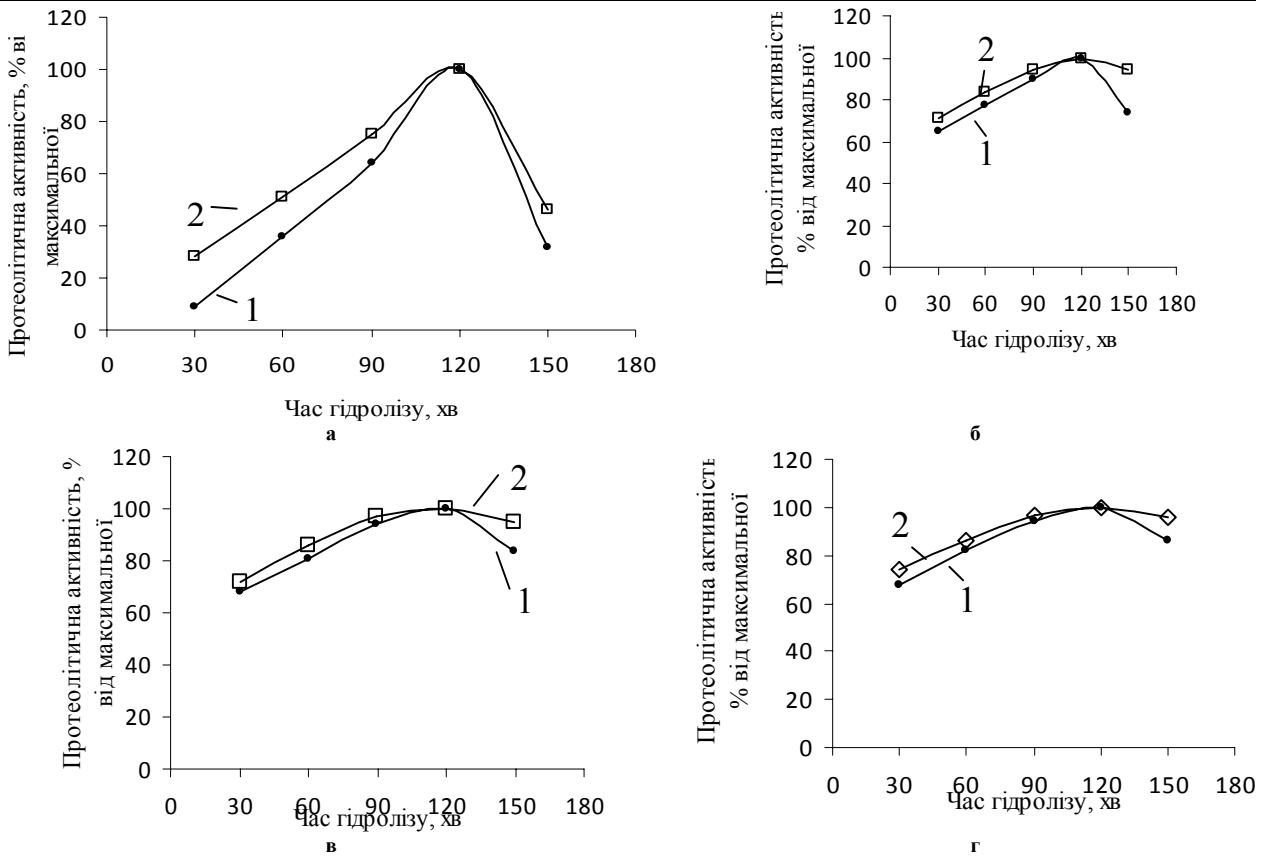 Протеолітична активність, % ві
максимальної
120
100
80
60
40
20
0
2
1
0 30 60 90 120 150 180
Час гідролізу, хв
а
Протеолітична активність
% від максимальної
120
100
80
60
40
20
0
2
1
0 30 60 90 120 150 180
Час гідролізу, хв
б
Протеолітична активність, %
від максимальної
120
100
80
60
40
20
0
2
1
0 30 60 90 120 150 180
Час гідролізу, хв
в
Протеолітична активність
% від максимальної
120
100
80
60
40
20
0
2
1
0 30 60 90 120 150 180
Час гідролізу, хв
г